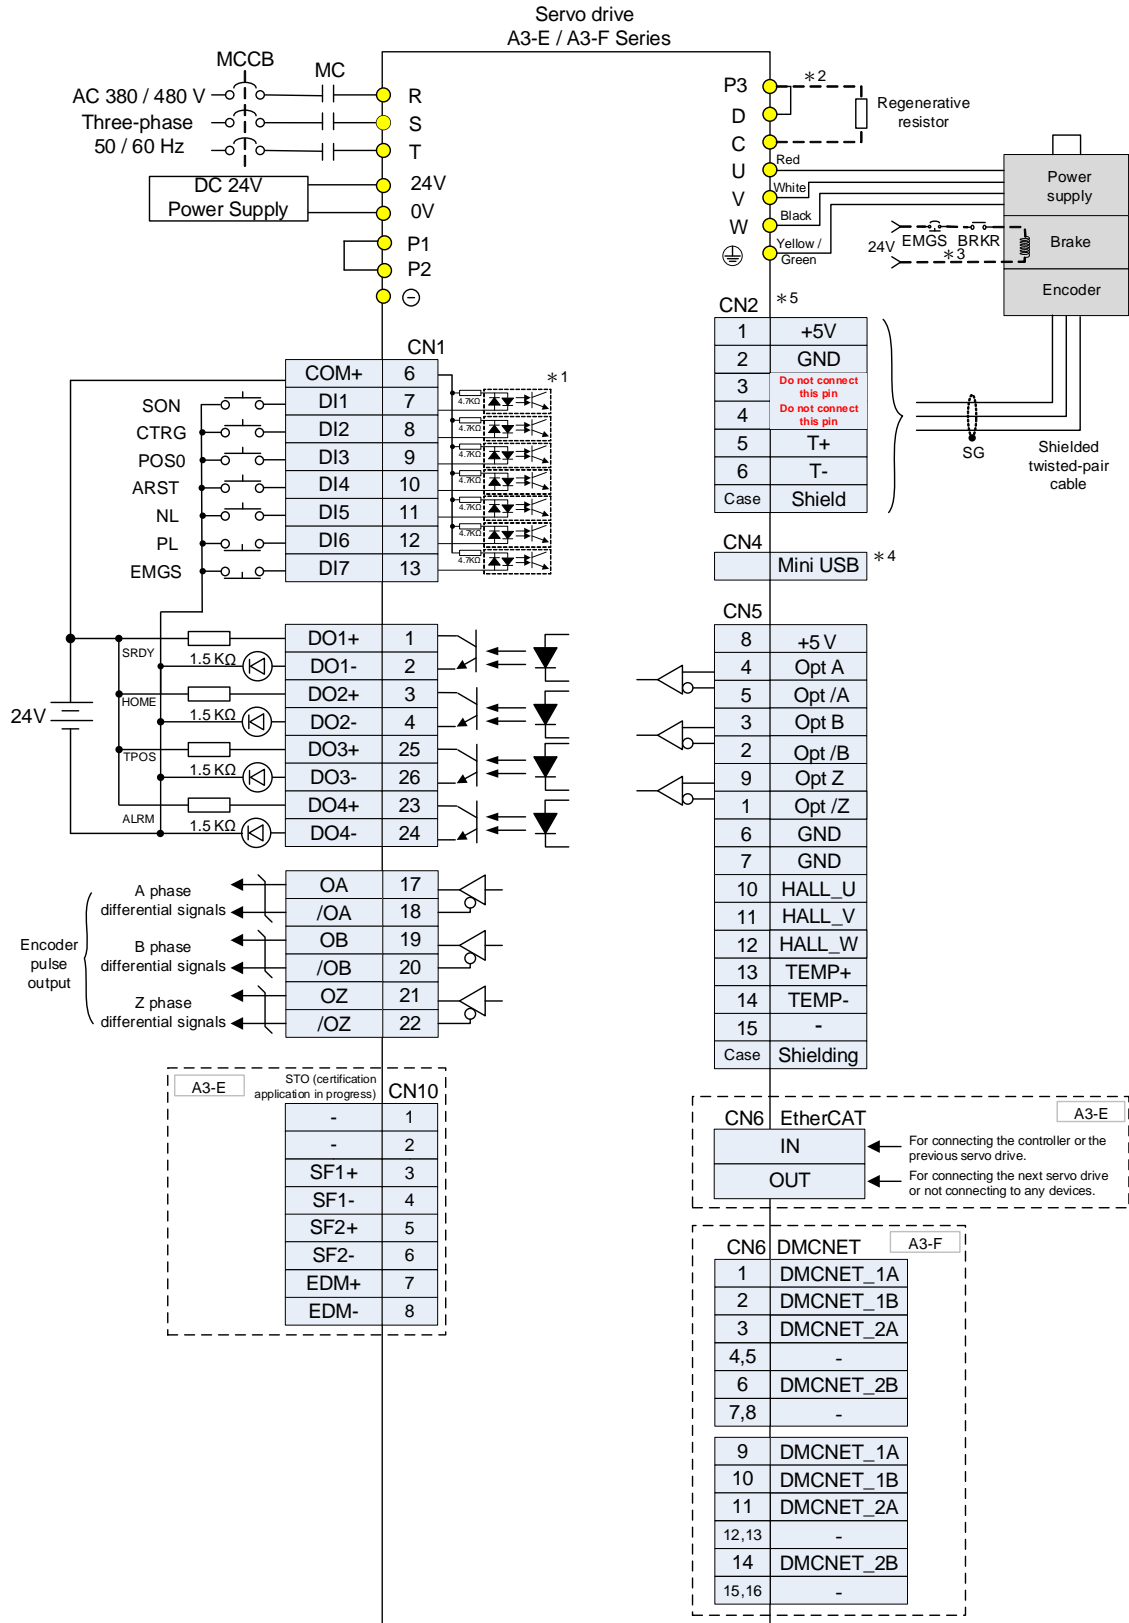 Servo drive
A3-E / A3-F Series
MCCB
MC
AC 380 / 480 V
Three-phase
50 / 60 Hz
R
S
T
DC 24V
Power Supply
24V
0V
P1
P2
P3
D
C
＊2
Regenerative
resistor
U
V
W
Red
White
Black
Yellow /
Green
Power
supply
24V
EMGS
BRKR
＊3
Brake
Encoder
CN1
COM+ 6
DI1 7
DI2 8
DI3 9
DI4 10
DI5 11
DI6 12
DI7 13
SON
CTRG
POS0
ARST
NL
PL
EMGS
＊1
4.7KΩ
4.7KΩ
4.7KΩ
4.7KΩ
4.7KΩ
4.7KΩ
4.7KΩ
CN2
＊5
1 +5V
2 GND
3 Do not connect
this pin
4 Do not connect
this pin
5 T+
6 T-
Case Shield
SG
Shielded
twisted-pair
cable
CN4
Mini USB
＊4
24V
SRDY
1.5 KΩ
HOME
1.5 KΩ
TPOS
1.5 KΩ
ALRM
1.5 KΩ
DO1+ 1
DO1- 2
DO2+ 3
DO2- 4
DO3+ 25
DO3- 26
DO4+ 23
DO4- 24
CN5
8 +5 V
4 Opt A
5 Opt /A
3 Opt B
2 Opt /B
9 Opt Z
1 Opt /Z
6 GND
7 GND
10 HALL_U
11 HALL_V
12 HALL_W
13 TEMP+
14 TEMP-
15 -
Case Shielding
Encoder
pulse
output
A phase
differential signals
B phase
differential signals
Z phase
differential signals
OA 17
/OA 18
OB 19
/OB 20
OZ 21
/OZ 22
A3-E
STO (certification
application in progress)
CN10
- 1
- 2
SF1+ 3
SF1- 4
SF2+ 5
SF2- 6
EDM+ 7
EDM- 8
CN6 EtherCAT
A3-E
IN
OUT
For connecting the controller or the
previous servo drive.
For connecting the next servo drive
or not connecting to any devices.
CN6 DMCNET
A3-F
1 DMCNET_1A
2 DMCNET_1B
3 DMCNET_2A
4,5 -
6 DMCNET_2B
7,8 -
9 DMCNET_1A
10 DMCNET_1B
11 DMCNET_2A
12,13 -
14 DMCNET_2B
15,16 -